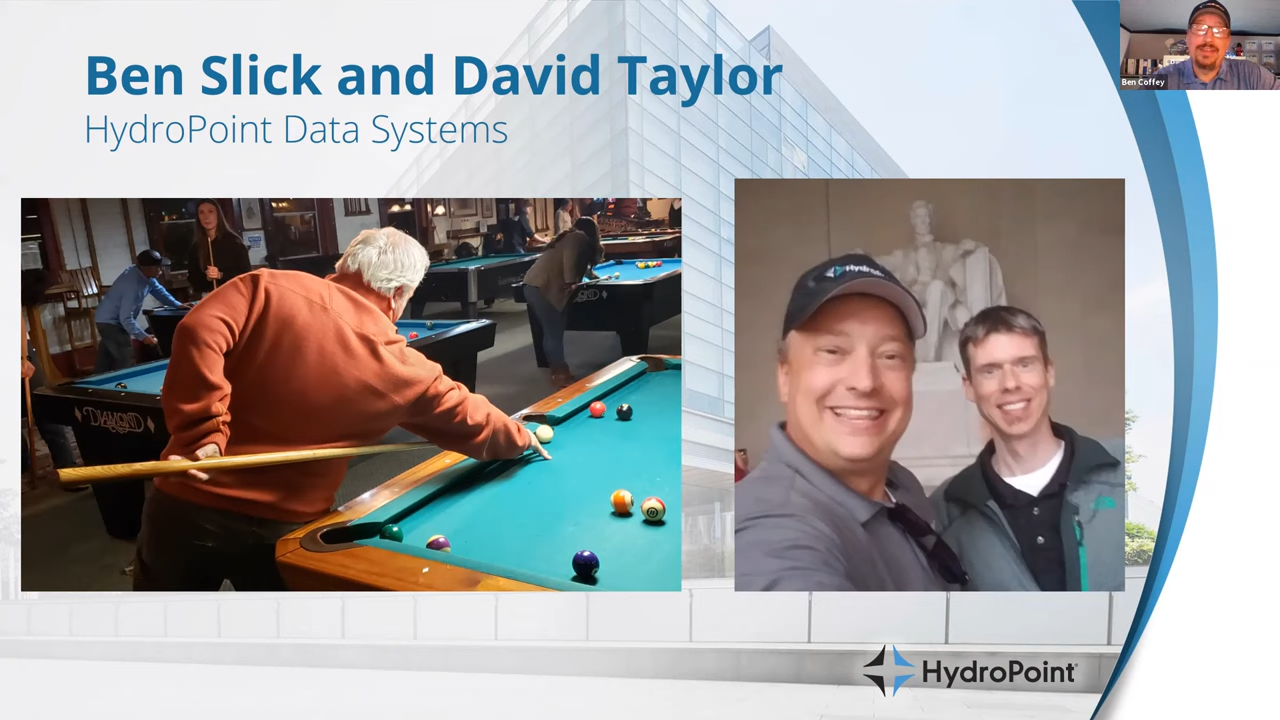 Ben Slick and David Taylor
HydroPoint Data Systems
Ben Coffey
DIAMOND
HydroPoint